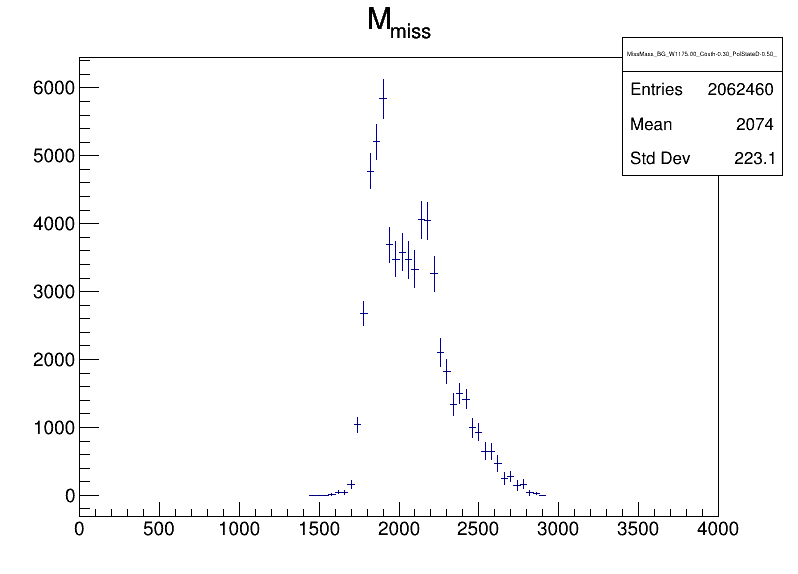 M_miss
MissMass_BG_W1175.00_Costh-0.30_PolStateD-0.50_
Entries 2062460
Mean 2074
Std Dev 223.1
6000
5000
4000
3000
2000
1000
0
0 500 1000 1500 2000 2500 3000 3500 4000